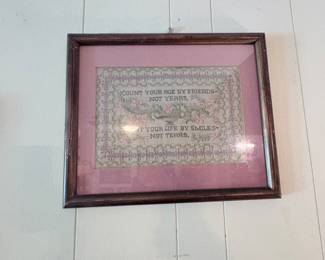 COUNT YOUR AGE BY FRIENDS
NOT YEARS,
YOUR LIFE BY SMILES
NOT TEARS.